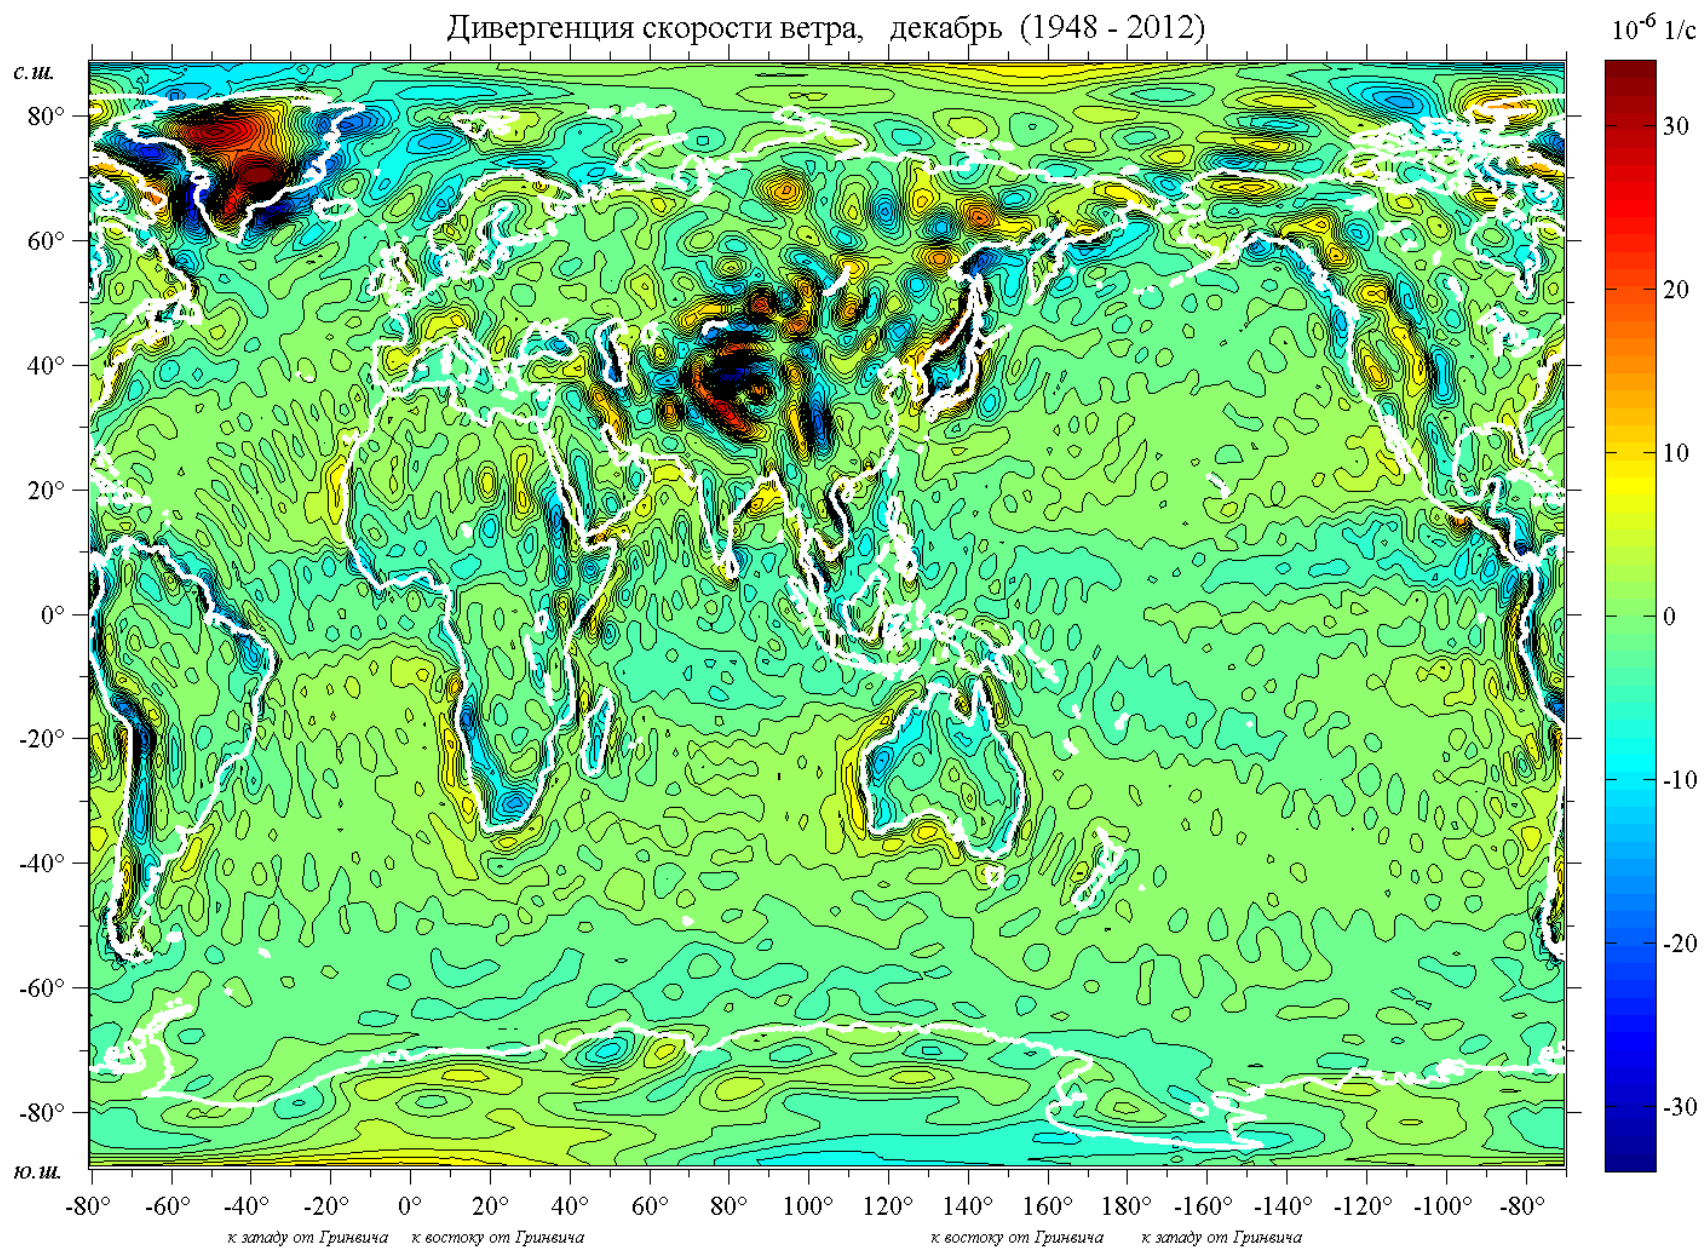 Дивергенция скорости ветра, декабрь (1948 - 2012)
10⁻⁶ 1/с
с.ш.
80°
60°
40°
20°
0°
-20°
-40°
-60°
-80°
ю.ш.
30
20
10
0
-10
-20
-30
-80° -60° -40° -20° 0° 20° 40° 60° 80° 100° 120° 140° 160° 180° -160° -140° -120° -100° -80°
к западу от Гринвича к востоку от Гринвича к востоку от Гринвича к западу от Гринвича